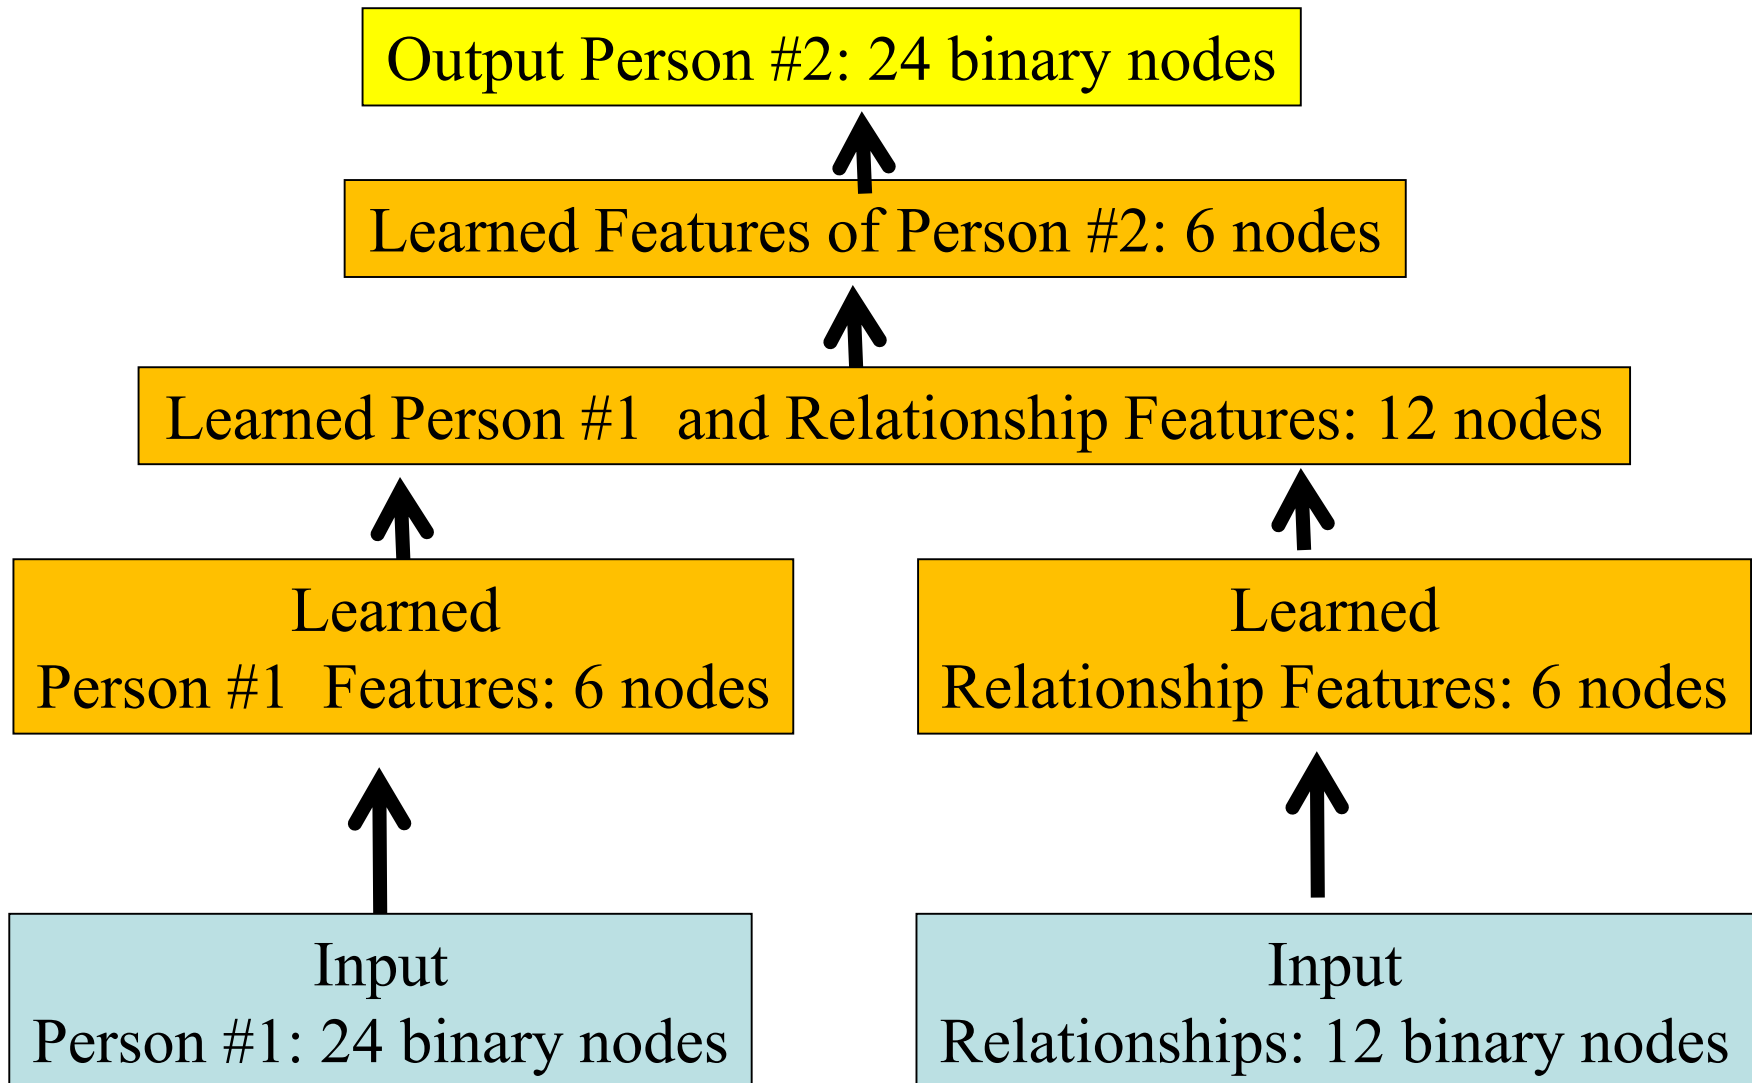 Output Person #2: 24 binary nodes
Learned Features of Person #2: 6 nodes
Learned Person #1  and Relationship Features: 12 nodes
Learned
Person #1  Features: 6 nodes
Learned
Relationship Features: 6 nodes
Input
Person #1: 24 binary nodes
Input
Relationships: 12 binary nodes